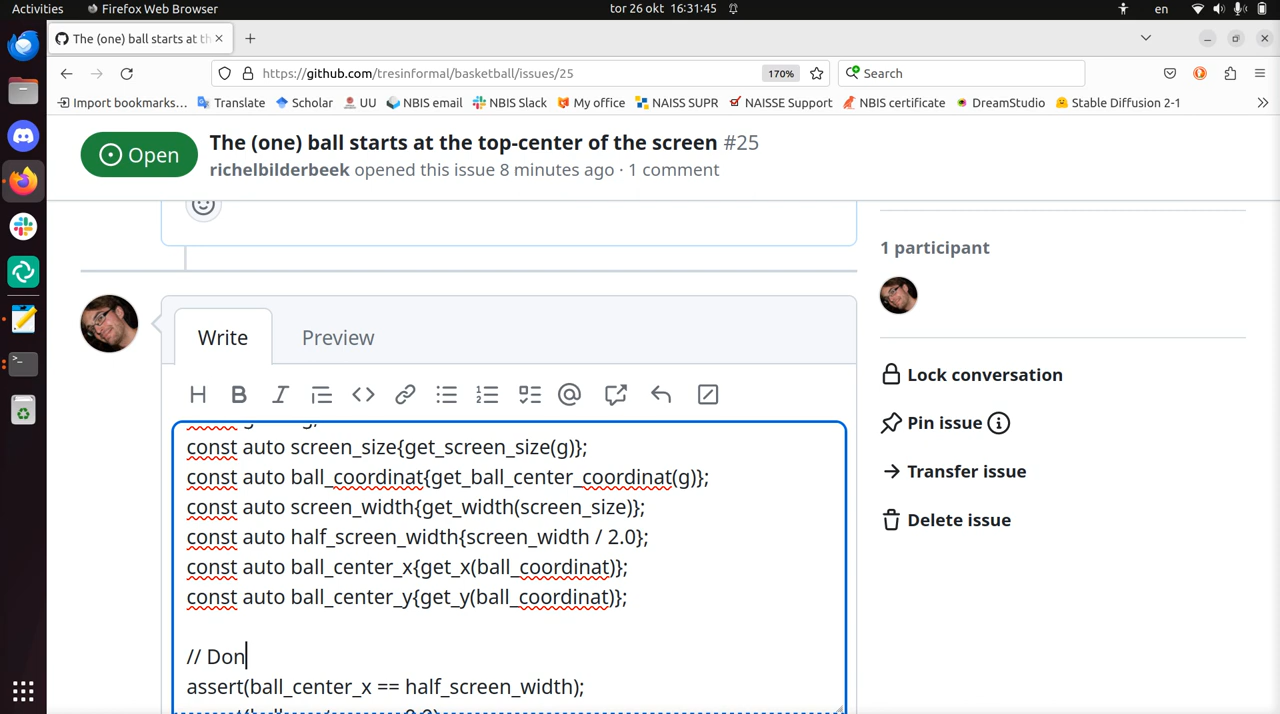 Activities
Firefox Web Browser
tor 26 okt 16:31:45
en
The (one) ball starts at th
https://github.com/tresinformal/basketball/issues/25
170%
Search
Import bookmarks...
Translate
Scholar
UU
NBIS email
NBIS Slack
My office
NAISS SUPR
NAISSE Support
NBIS certificate
DreamStudio
Stable Diffusion 2-1
Open
The (one) ball starts at the top-center of the screen #25
richelbilderbeek opened this issue 8 minutes ago · 1 comment
1 participant
Write
Preview
Lock conversation
Pin issue
Transfer issue
Delete issue
const auto screen_size{get_screen_size(g)};
const auto ball_coordinat{get_ball_center_coordinat(g)};
const auto screen_width{get_width(screen_size)};
const auto half_screen_width{screen_width / 2.0};
const auto ball_center_x{get_x(ball_coordinat)};
const auto ball_center_y{get_y(ball_coordinat)};
// Don
assert(ball_center_x == half_screen_width);